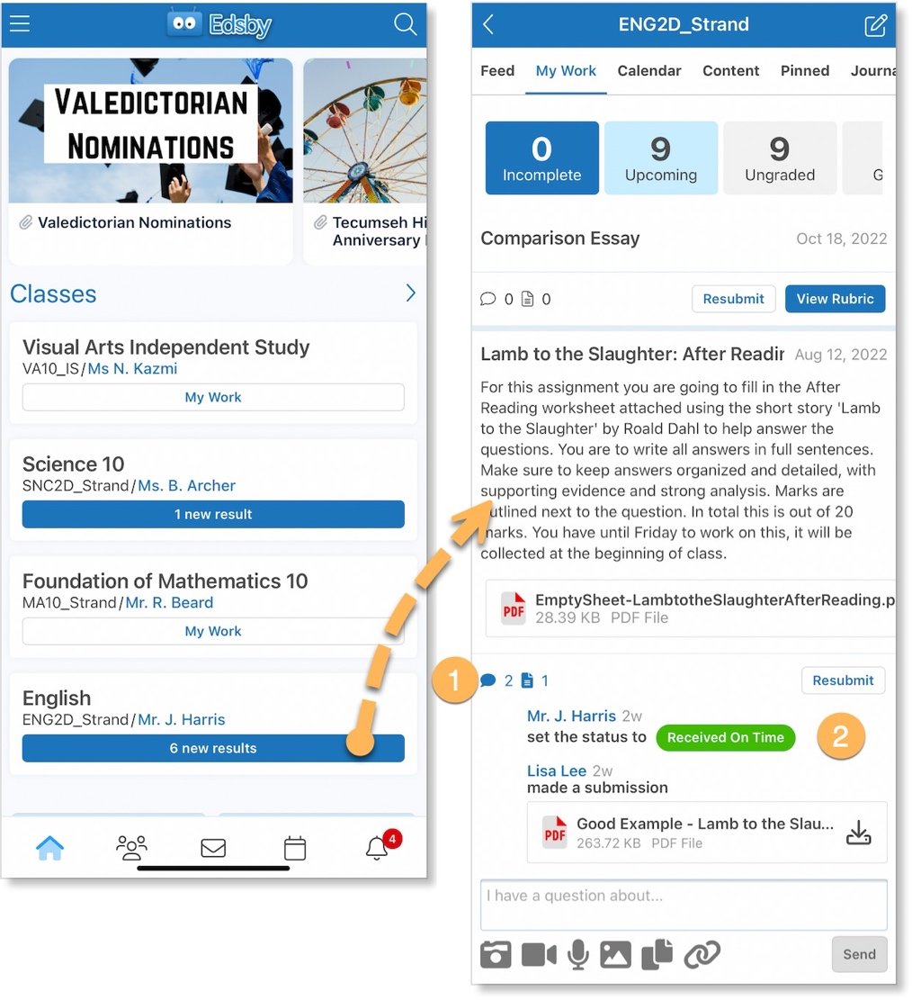 Edsby
VALEDICTORIAN
NOMINATIONS
Valedictorian Nominations
Tecumseh Hi
Anniversary
Classes
Visual Arts Independent Study
VA10_IS/Ms N. Kazmi
My Work
Science 10
SNC2D_Strand/Ms. B. Archer
1 new result
Foundation of Mathematics 10
MA10_Strand/Mr. R. Beard
My Work
English
ENG2D_Strand/Mr. J. Harris
6 new results
4
ENG2D_Strand
Feed My Work Calendar Content Pinned Journa
0 9 9
Incomplete Upcoming Ungraded G
Comparison Essay Oct 18, 2022
0 0 Resubmit View Rubric
Lamb to the Slaughter: After Readin Aug 12, 2022
For this assignment you are going to fill in the After
Reading worksheet attached using the short story 'Lamb
to the Slaughter' by Roald Dahl to help answer the
questions. You are to write all answers in full sentences.
Make sure to keep answers organized and detailed, with
supporting evidence and strong analysis. Marks are
outlined next to the question. In total this is out of 20
marks. You have until Friday to work on this, it will be
collected at the beginning of class.
EmptySheet-LambtotheSlaughterAfterReading.p
28.39 KB PDF File
PDF
1
2 1 Resubmit
Mr. J. Harris 2w
set the status to Received On Time
2
Lisa Lee 2w
made a submission
Good Example - Lamb to the Slau...
PDF
263.72 KB PDF File
I have a question about...
Send